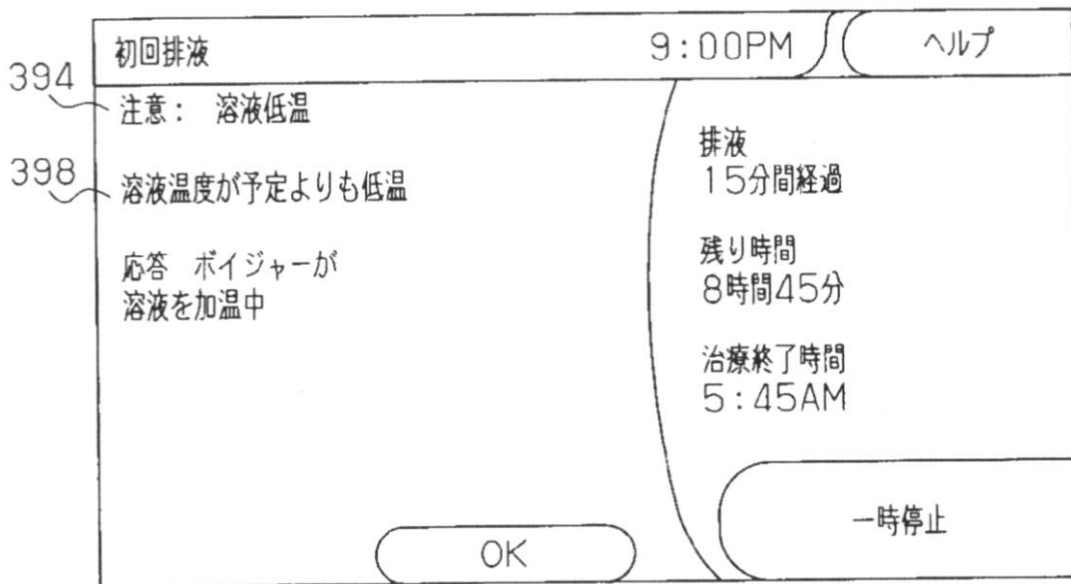 初回排液 9:00PM ヘルプ
394
注意： 溶液低温
398
溶液温度が予定よりも低温
応答 ボイジャーが
溶液を加温中
排液
15分間経過
残り時間
8時間45分
治療終了時間
5:45AM
OK
一時停止